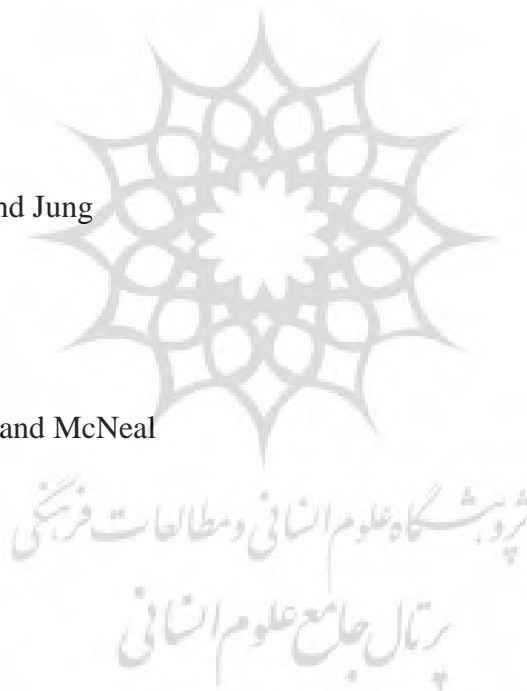 nd Jung
and McNeal
پژوهشگاه علوم انسانی و مطالعات فرهنگی
پرتال جامع علوم انسانی